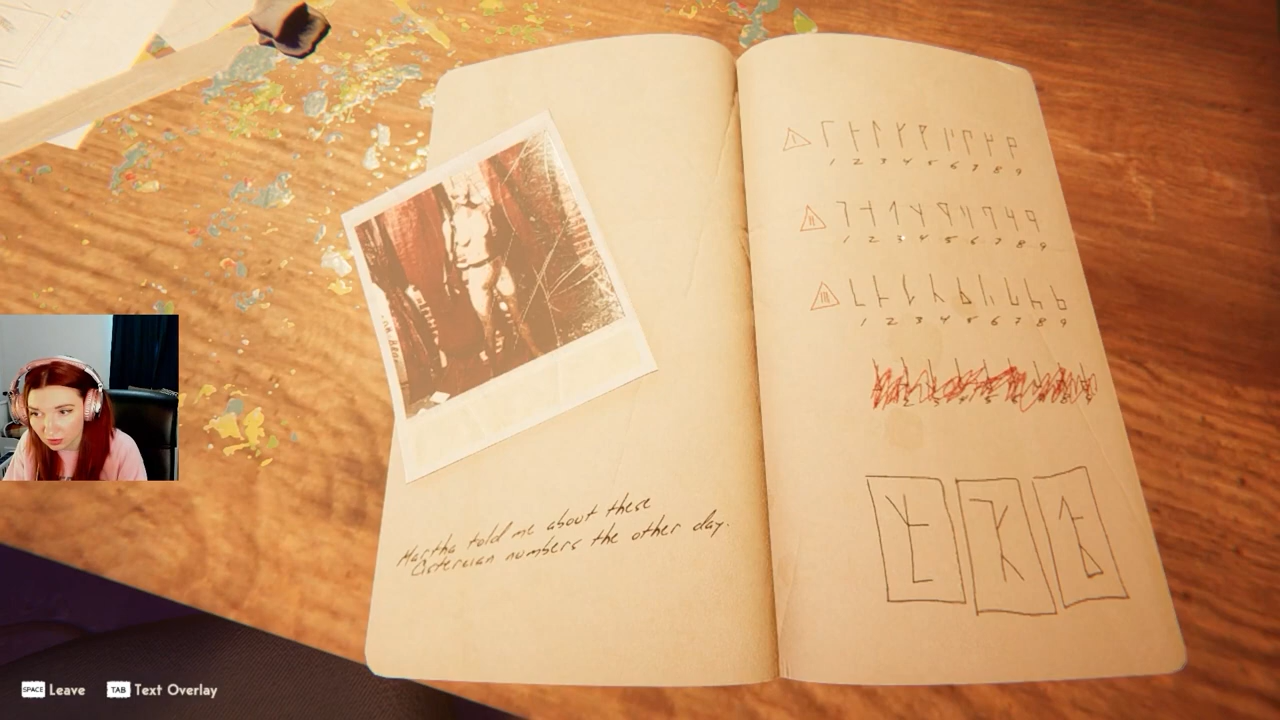 Martha told me about these
Cistercian numbers the other day.
I
1 2 3 4 5 6 7 8 9
II
1 2 3 4 5 6 7 8 9
III
1 2 3 4 5 6 7 8 9
SPACE Leave TAB Text Overlay